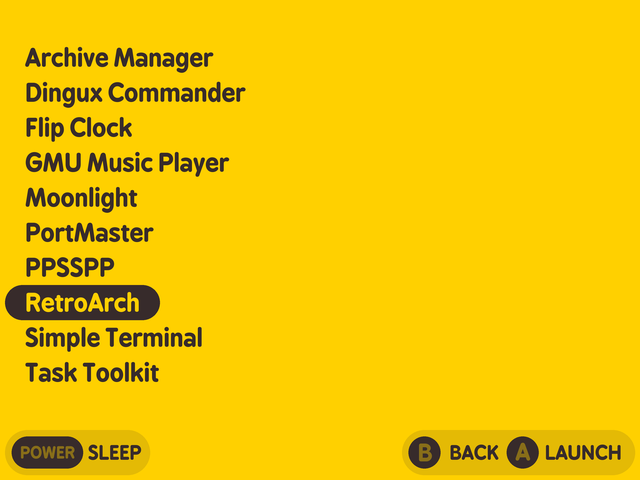 Archive Manager
Dingux Commander
Flip Clock
GMU Music Player
Moonlight
PortMaster
PPSSPP
RetroArch
Simple Terminal
Task Toolkit
POWER SLEEP B BACK A LAUNCH